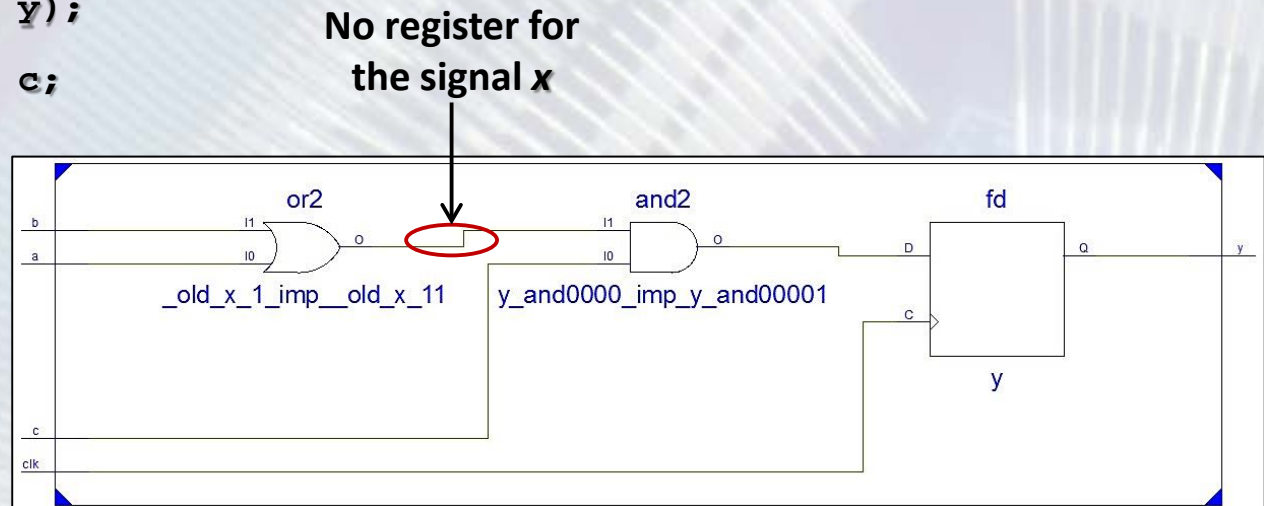 y);
No register for
the signal x
c;
or2
and2
fd
b
I1
O
I1
O
D
Q
y
a
I0
I0
_old_x_1_imp__old_x_11
y_and0000_imp_y_and00001
C
y
c
clk